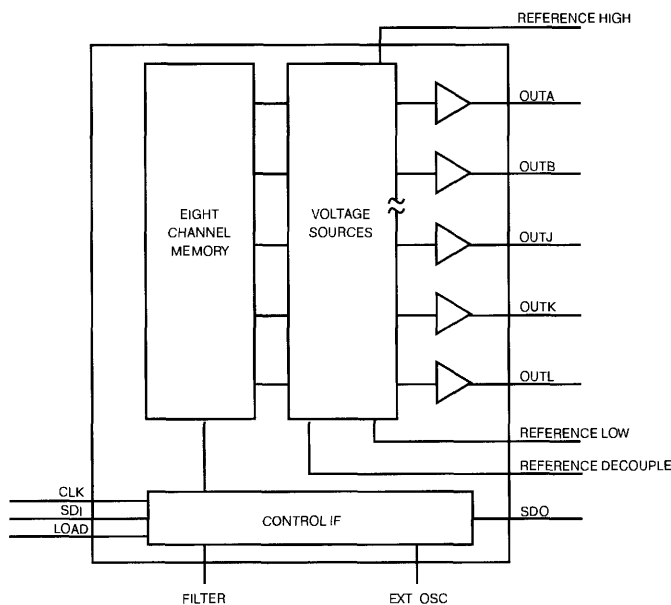 REFERENCE HIGH
OUTA
OUTB
EIGHT
CHANNEL
MEMORY
VOLTAGE
SOURCES
OUTJ
OUTK
OUTL
REFERENCE LOW
REFERENCE DECOUPLE
CLK
SDI
LOAD
CONTROL IF
SDO
FILTER
EXT OSC